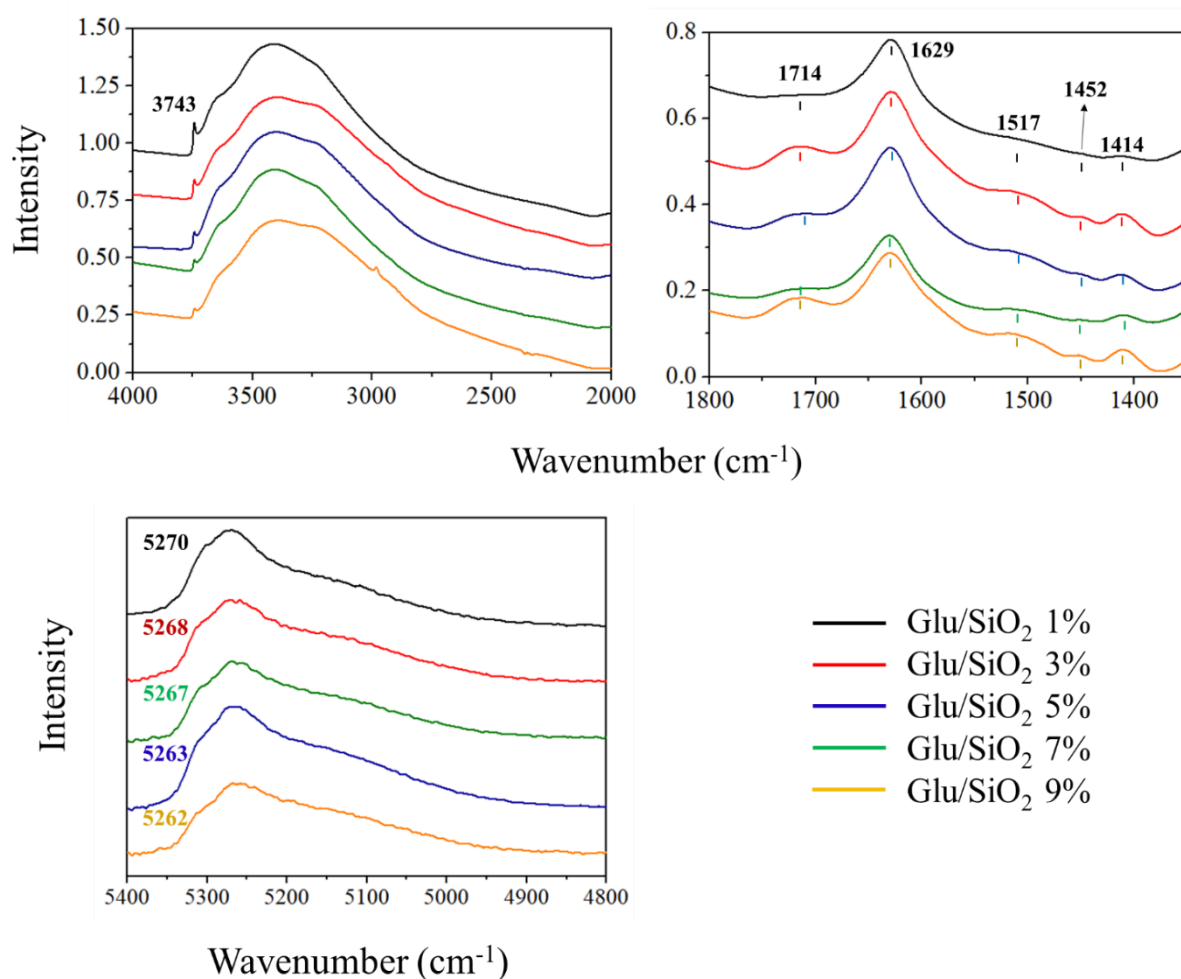 1.50
1.25
1.00
0.75
0.50
0.25
0.00
Intensity
3743
4000 3500 3000 2500 2000
0.8
0.6
0.4
0.2
0.0
1714
1629
1517
1452
1414
1800 1700 1600 1500 1400
Wavenumber (cm-1)
Intensity
5270
5268
5267
5263
5262
5400 5300 5200 5100 5000 4900 4800
Wavenumber (cm-1)
Glu/SiO2 1%
Glu/SiO2 3%
Glu/SiO2 5%
Glu/SiO2 7%
Glu/SiO2 9%